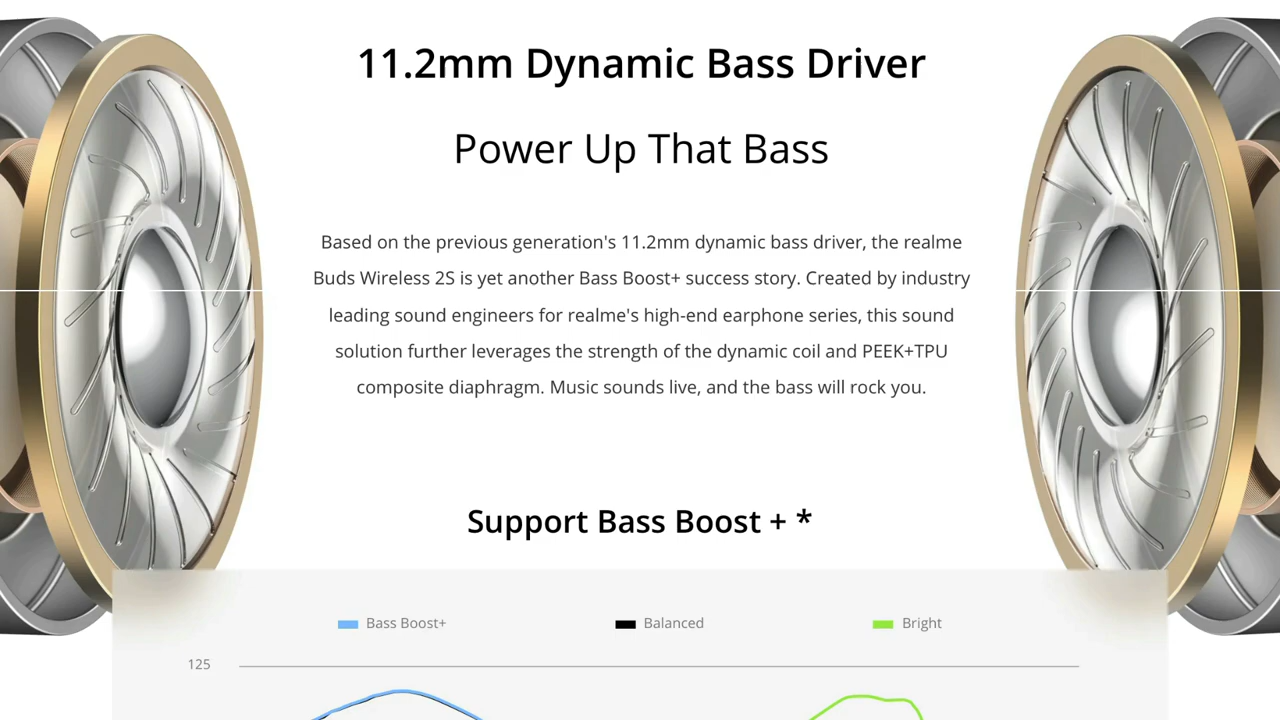 11.2mm Dynamic Bass Driver
Power Up That Bass
Based on the previous generation's 11.2mm dynamic bass driver, the realme
Buds Wireless 2S is yet another Bass Boost+ success story. Created by industry
leading sound engineers for realme's high-end earphone series, this sound
solution further leverages the strength of the dynamic coil and PEEK+TPU
composite diaphragm. Music sounds live, and the bass will rock you.
Support Bass Boost + *
Bass Boost+ Balanced Bright
125